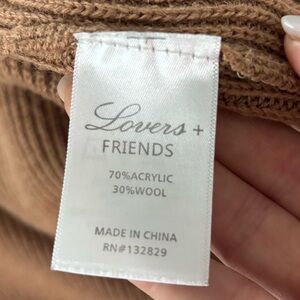 Lovers +
FRIENDS
70%ACRYLIC
30%WOOL
MADE IN CHINA
RN#132829